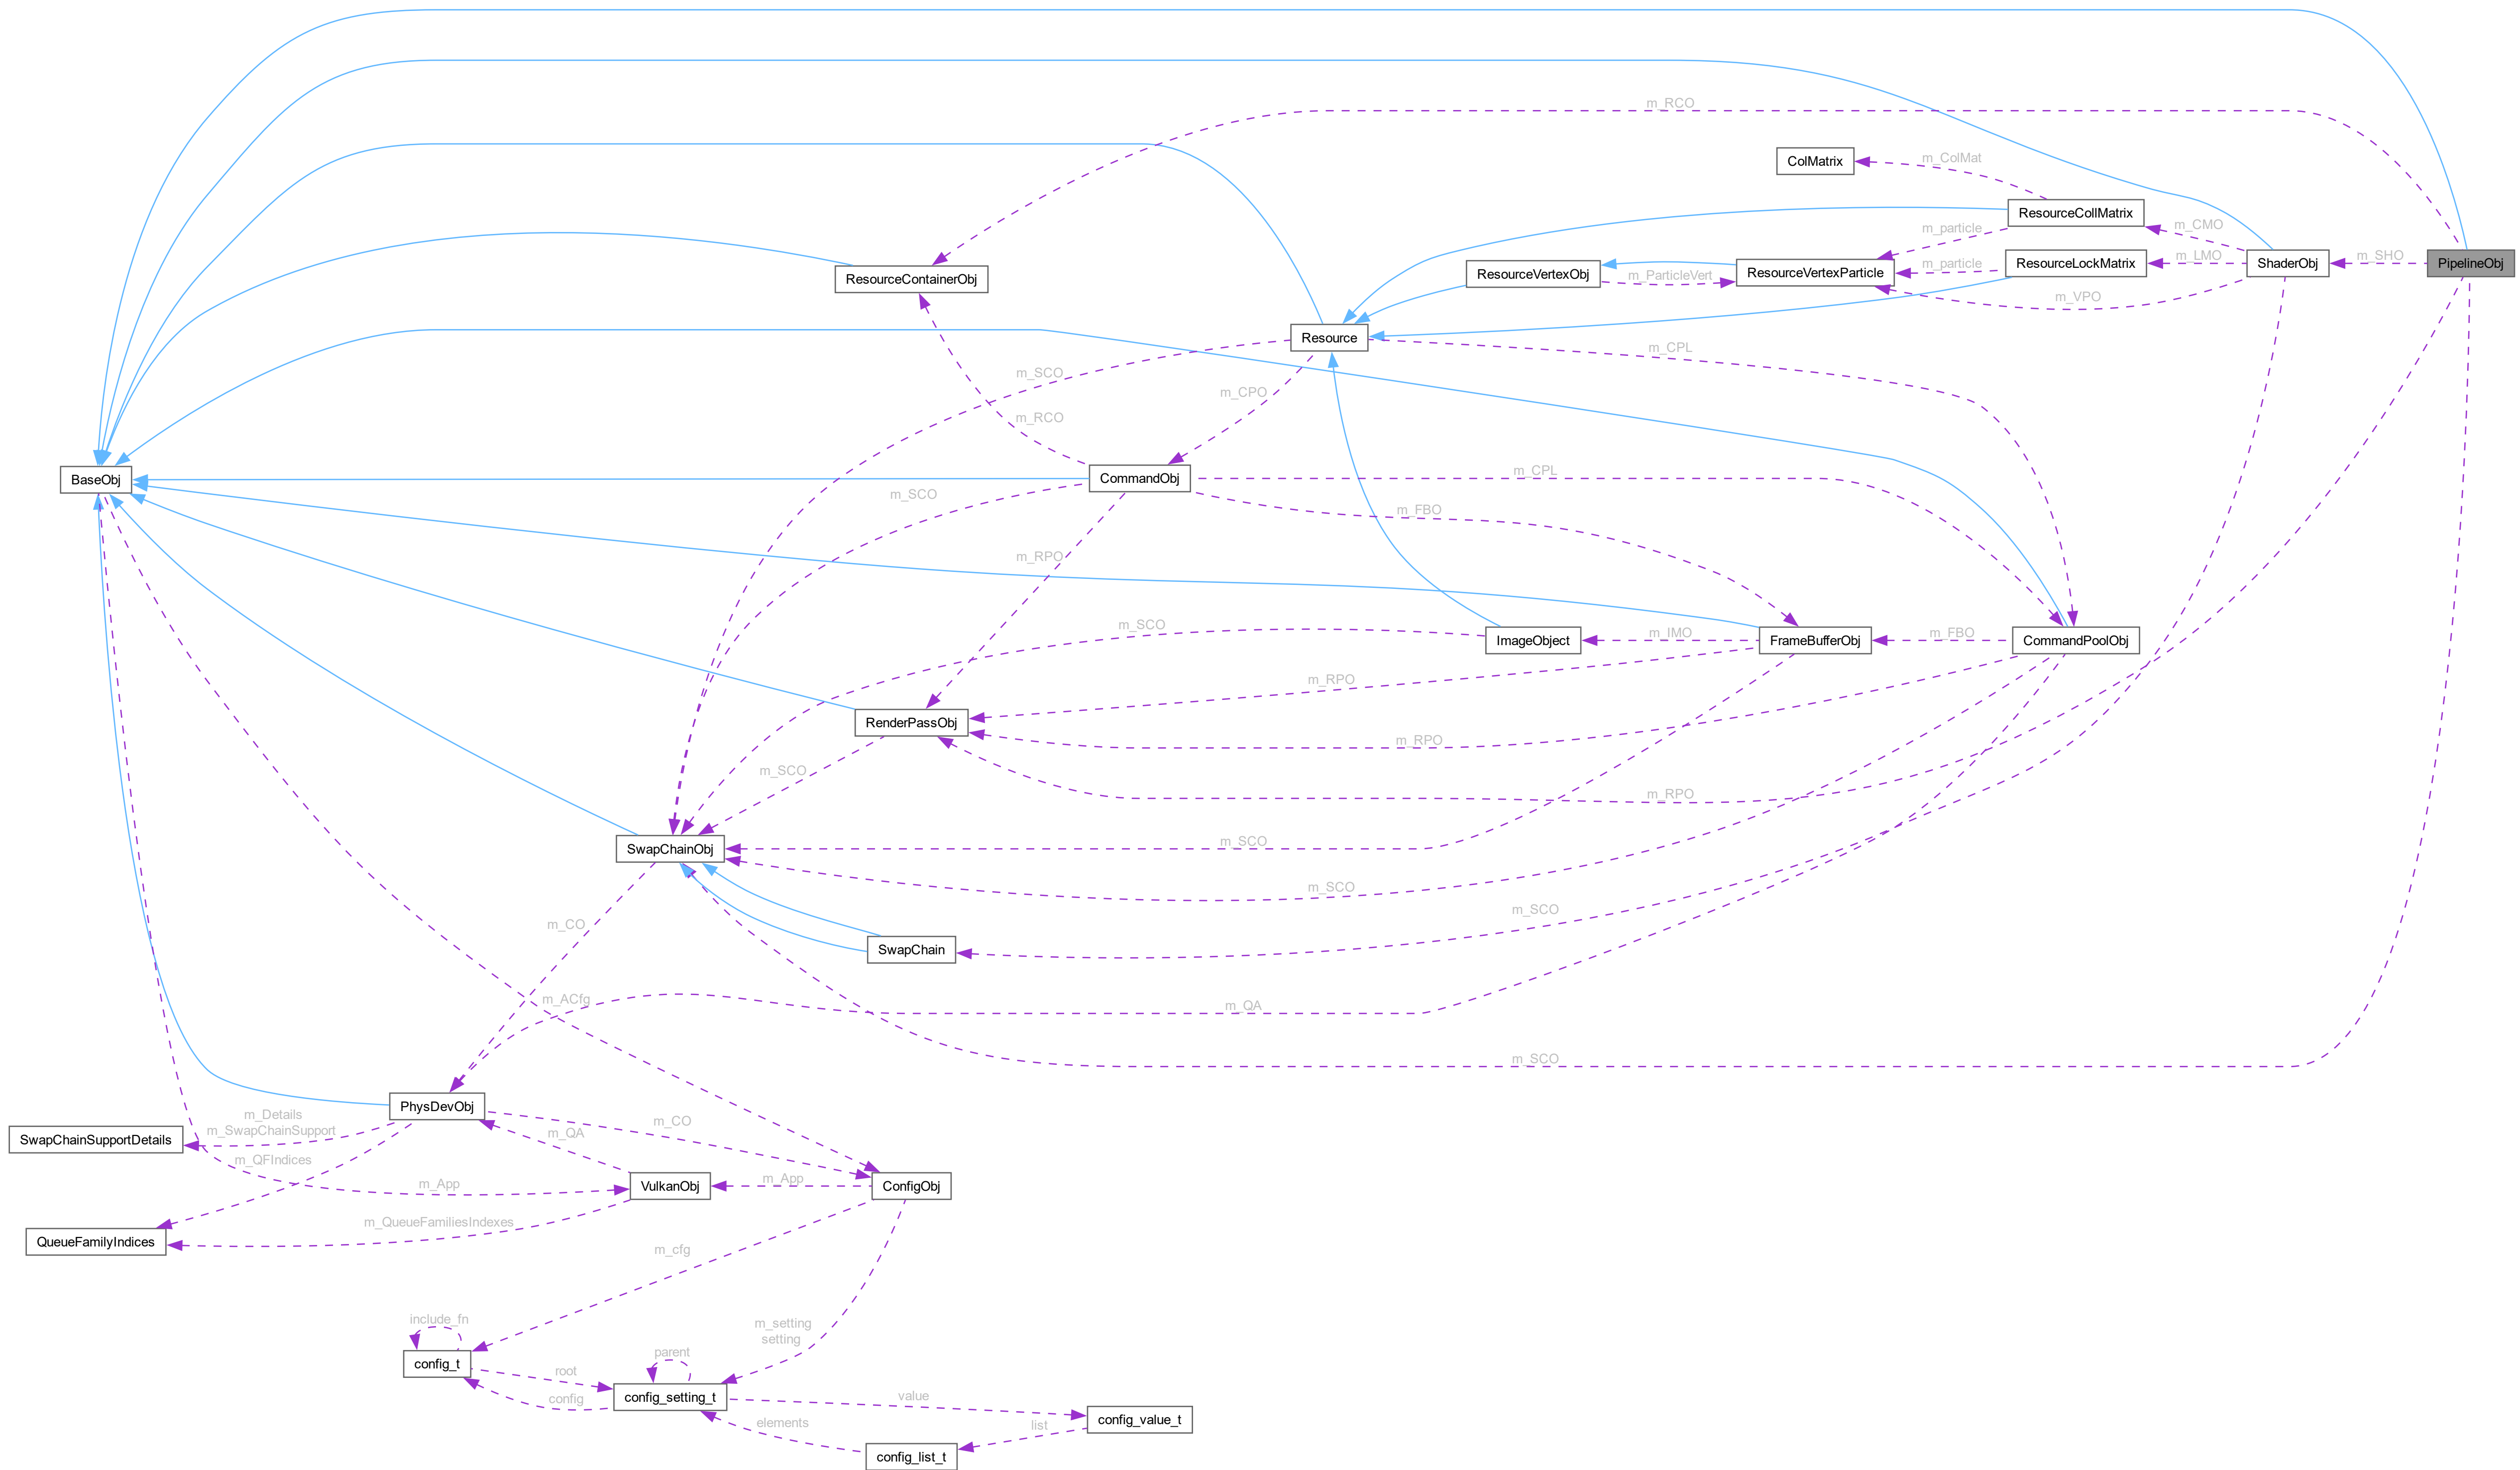 m_RCO
ColMatrix
m_ColMat
ResourceCollMatrix
m_CMO
m_particle
ResourceContainerObj
ResourceVertexObj
m_ParticleVert
ResourceVertexParticle
m_particle
ResourceLockMatrix
m_LMO
ShaderObj
m_SHO
PipelineObj
m_VPO
Resource
m_CPL
m_SCO
m_CPO
m_RCO
BaseObj
CommandObj
m_CPL
m_SCO
m_FBO
m_RPO
m_SCO
ImageObject
m_IMO
FrameBufferObj
m_FBO
CommandPoolObj
m_RPO
RenderPassObj
m_RPO
m_SCO
m_RPO
SwapChainObj
m_SCO
m_SCO
m_SCO
m_CO
SwapChain
m_ACfg
m_QA
m_SCO
PhysDevObj
m_Details
m_SwapChainSupport
SwapChainSupportDetails
m_CO
m_QA
m_QFIndices
m_App
VulkanObj
m_App
ConfigObj
m_QueueFamiliesIndexes
QueueFamilyIndices
m_cfg
include_fn
m_setting
setting
config_t
root
parent
config
config_setting_t
value
elements
list
config_value_t
config_list_t